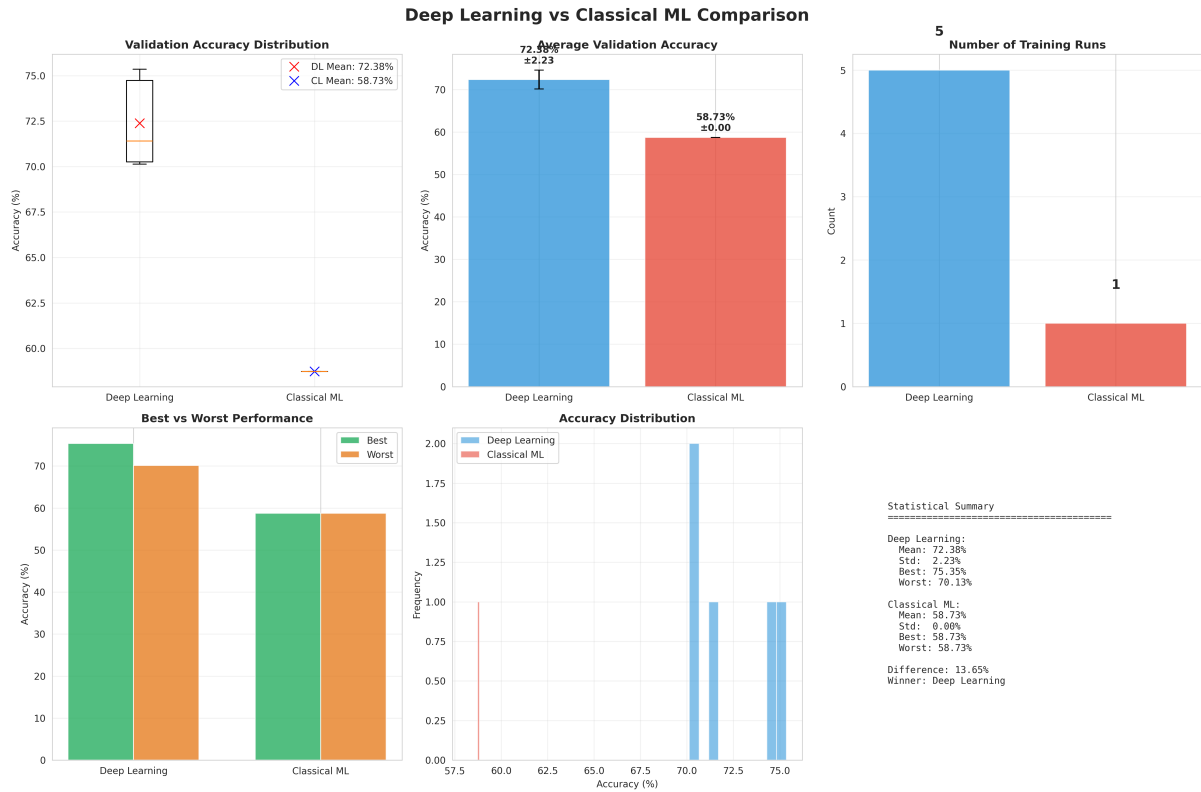 Deep Learning vs Classical ML Comparison
Validation Accuracy Distribution
Accuracy (%)
75.0
72.5
70.0
67.5
65.0
62.5
60.0
DL Mean: 72.38%
CL Mean: 58.73%
Deep Learning
Classical ML
Average Validation Accuracy
72.38%
±2.23
58.73%
±0.00
Accuracy (%)
70
60
50
40
30
20
10
0
Deep Learning
Classical ML
5
Number of Training Runs
1
Count
5
4
3
2
1
0
Deep Learning
Classical ML
Best vs Worst Performance
Accuracy (%)
70
60
50
40
30
20
10
0
Best
Worst
Deep Learning
Classical ML
Accuracy Distribution
Frequency
2.00
1.75
1.50
1.25
1.00
0.75
0.50
0.25
0.00
Deep Learning
Classical ML
57.5 60.0 62.5 65.0 67.5 70.0 72.5 75.0
Accuracy (%)
Statistical Summary
========================================
Deep Learning:
Mean: 72.38%
Std: 2.23%
Best: 75.35%
Worst: 70.13%
Classical ML:
Mean: 58.73%
Std: 0.00%
Best: 58.73%
Worst: 58.73%
Difference: 13.65%
Winner: Deep Learning